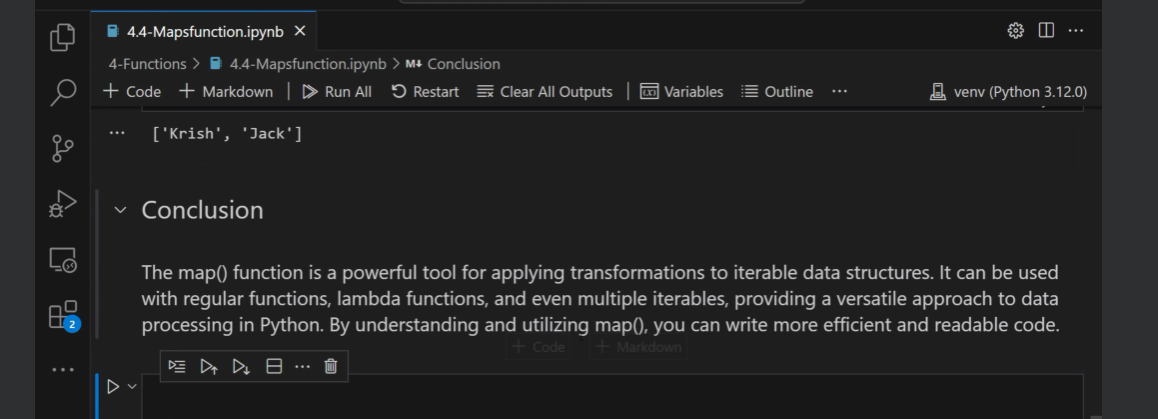 4.4-Mapsfunction.ipynb
4-Functions > 4.4-Mapsfunction.ipynb > M↓ Conclusion
+ Code + Markdown | Run All Restart Clear All Outputs | Variables Outline ... venv (Python 3.12.0)
... ['Krish', 'Jack']
Conclusion
The map() function is a powerful tool for applying transformations to iterable data structures. It can be used
with regular functions, lambda functions, and even multiple iterables, providing a versatile approach to data
processing in Python. By understanding and utilizing map(), you can write more efficient and readable code.
2
+ Code + Markdown